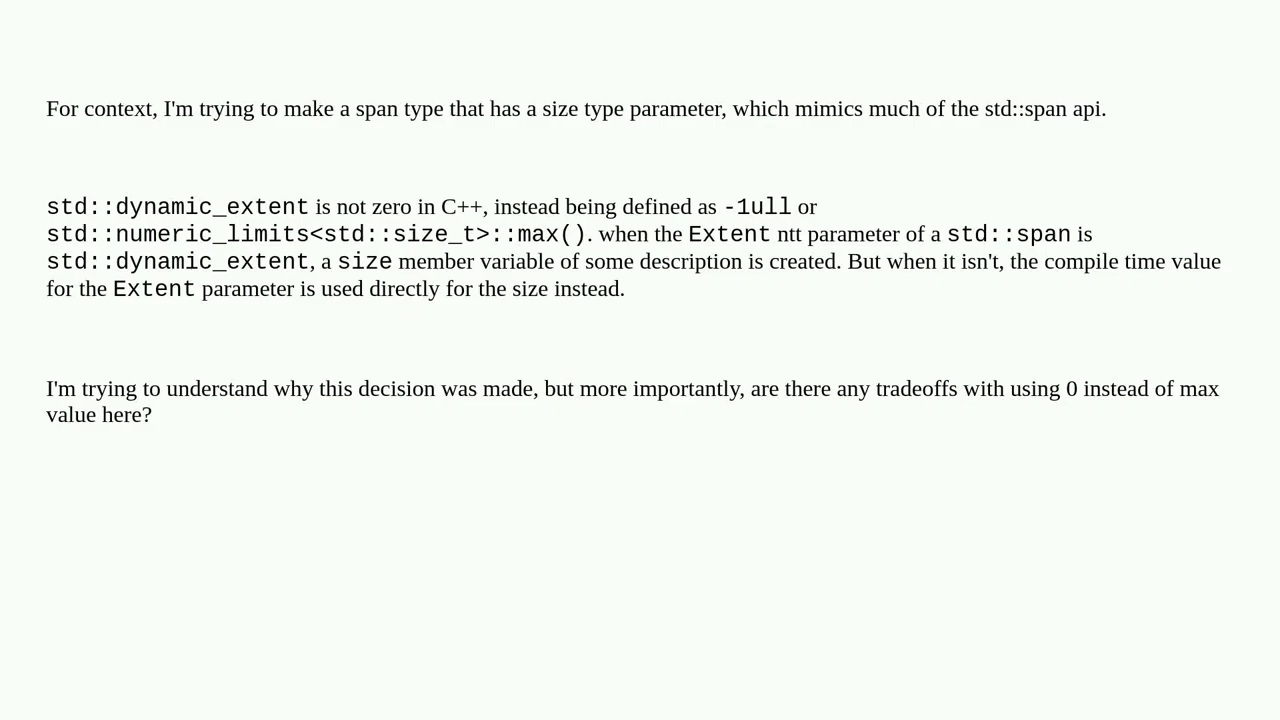 For context, I'm trying to make a span type that has a size type parameter, which mimics much of the std::span api.
std::dynamic_extent is not zero in C++, instead being defined as -1ull or
std::numeric_limits<std::size_t>::max(). when the Extent ntt parameter of a std::span is
std::dynamic_extent, a size member variable of some description is created. But when it isn't, the compile time value
for the Extent parameter is used directly for the size instead.
I'm trying to understand why this decision was made, but more importantly, are there any tradeoffs with using 0 instead of max
value here?